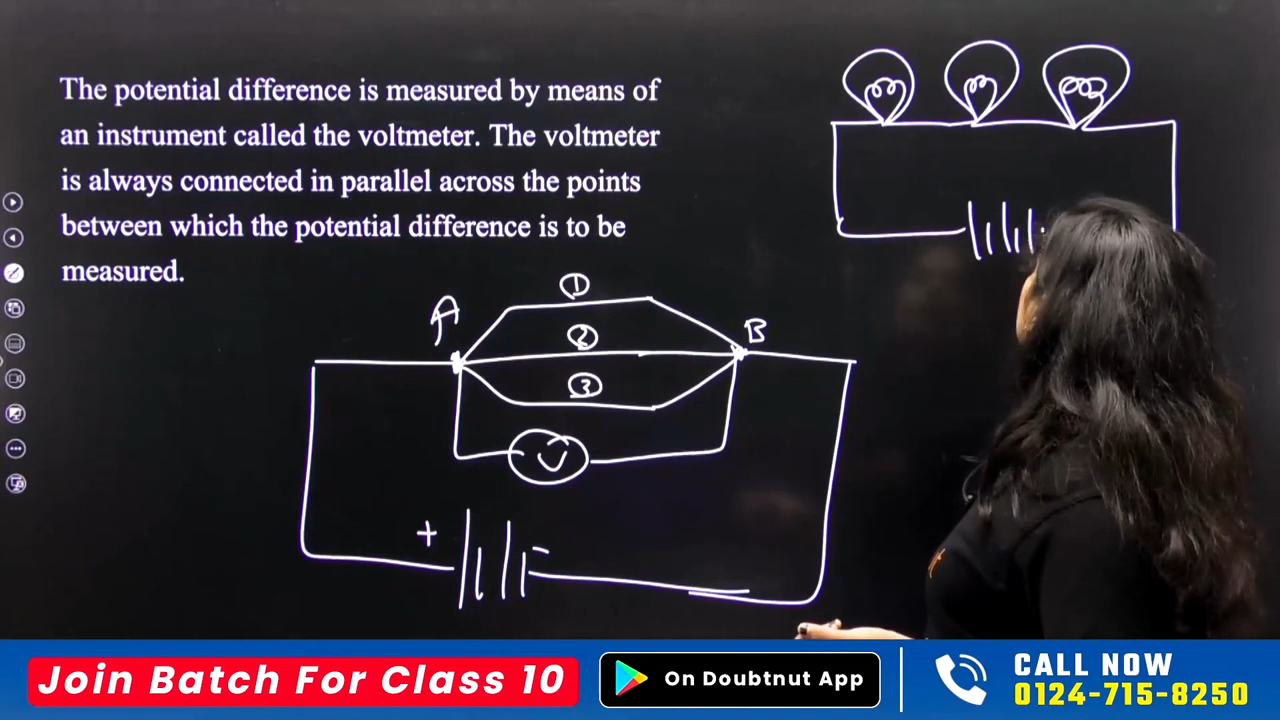 The potential difference is measured by means of
an instrument called the voltmeter. The voltmeter
is always connected in parallel across the points
between which the potential difference is to be
measured.
A
①
②
③
B
V
+
−
Join Batch For Class 10
On Doubtnut App
CALL NOW
0124-715-8250